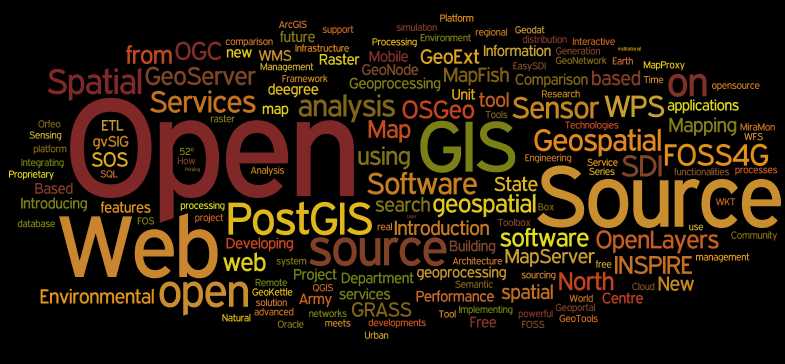 Platform
ArcGIS support simulation regional Geodat
future Processing Environment distribution Interactive
comparison Infrastructure institutional
from OGC new WMS Raster Mobile GeoExt Information Generation Earth
Management GeoNode EasySDI GeoNetwork MapProxy
Spatial GeoServer Framework Geoprocessing MapFish Comparison based on Time opensource
deegree Unit Research
Services map analysis OSGeo tool Sensor WPS applications
raster Tools
Orfeo ETL Open Map GIS Technologies Mapping MiraMon
Sensing gvSIG 52° Geospatial WFS
platform SOS How using Engineering Service SDI FOSS4G
Integrating SQL Analysis Series functionalities processes
Proprietary Printing Software State Source
Based search geospatial Box WKT
Introducing features processing PostGIS User Toolbox use
database FOS project real Introduction software OpenLayers Community
Web Developing source Building
web system Architecture MapServer free INSPIRE management
Remote Project Department geoprocessing sourcing North Cloud New
Environmental open GeoKettle QGIS services Semantic spatial World Centre
solution Army Performance Geoportal
advanced networks GRASS Tool Implementing powerful GeoTools
Natural Oracle meets developments Free FOSS
Urban